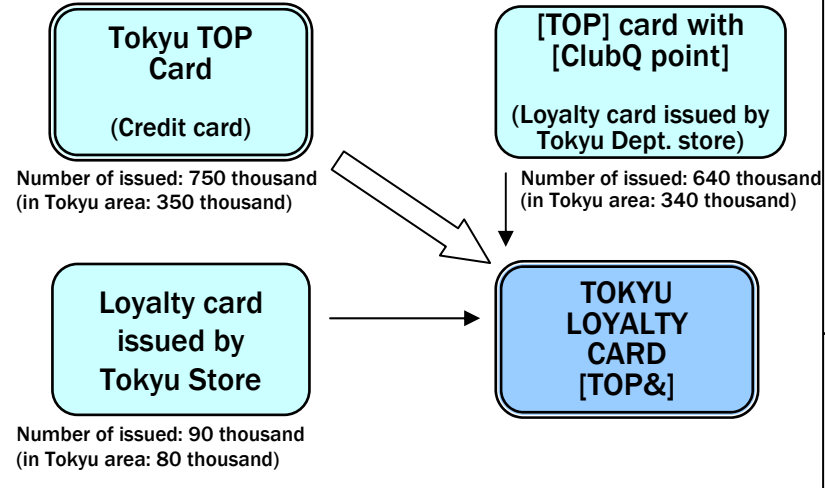 Tokyu TOP
Card
(Credit card)
Number of issued: 750 thousand
(in Tokyu area: 350 thousand)
[TOP] card with
[ClubQ point]
(Loyalty card issued by
Tokyu Dept. store)
Number of issued: 640 thousand
(in Tokyu area: 340 thousand)
Loyalty card
issued by
Tokyu Store
Number of issued: 90 thousand
(in Tokyu area: 80 thousand)
TOKYU
LOYALTY
CARD
[TOP&]